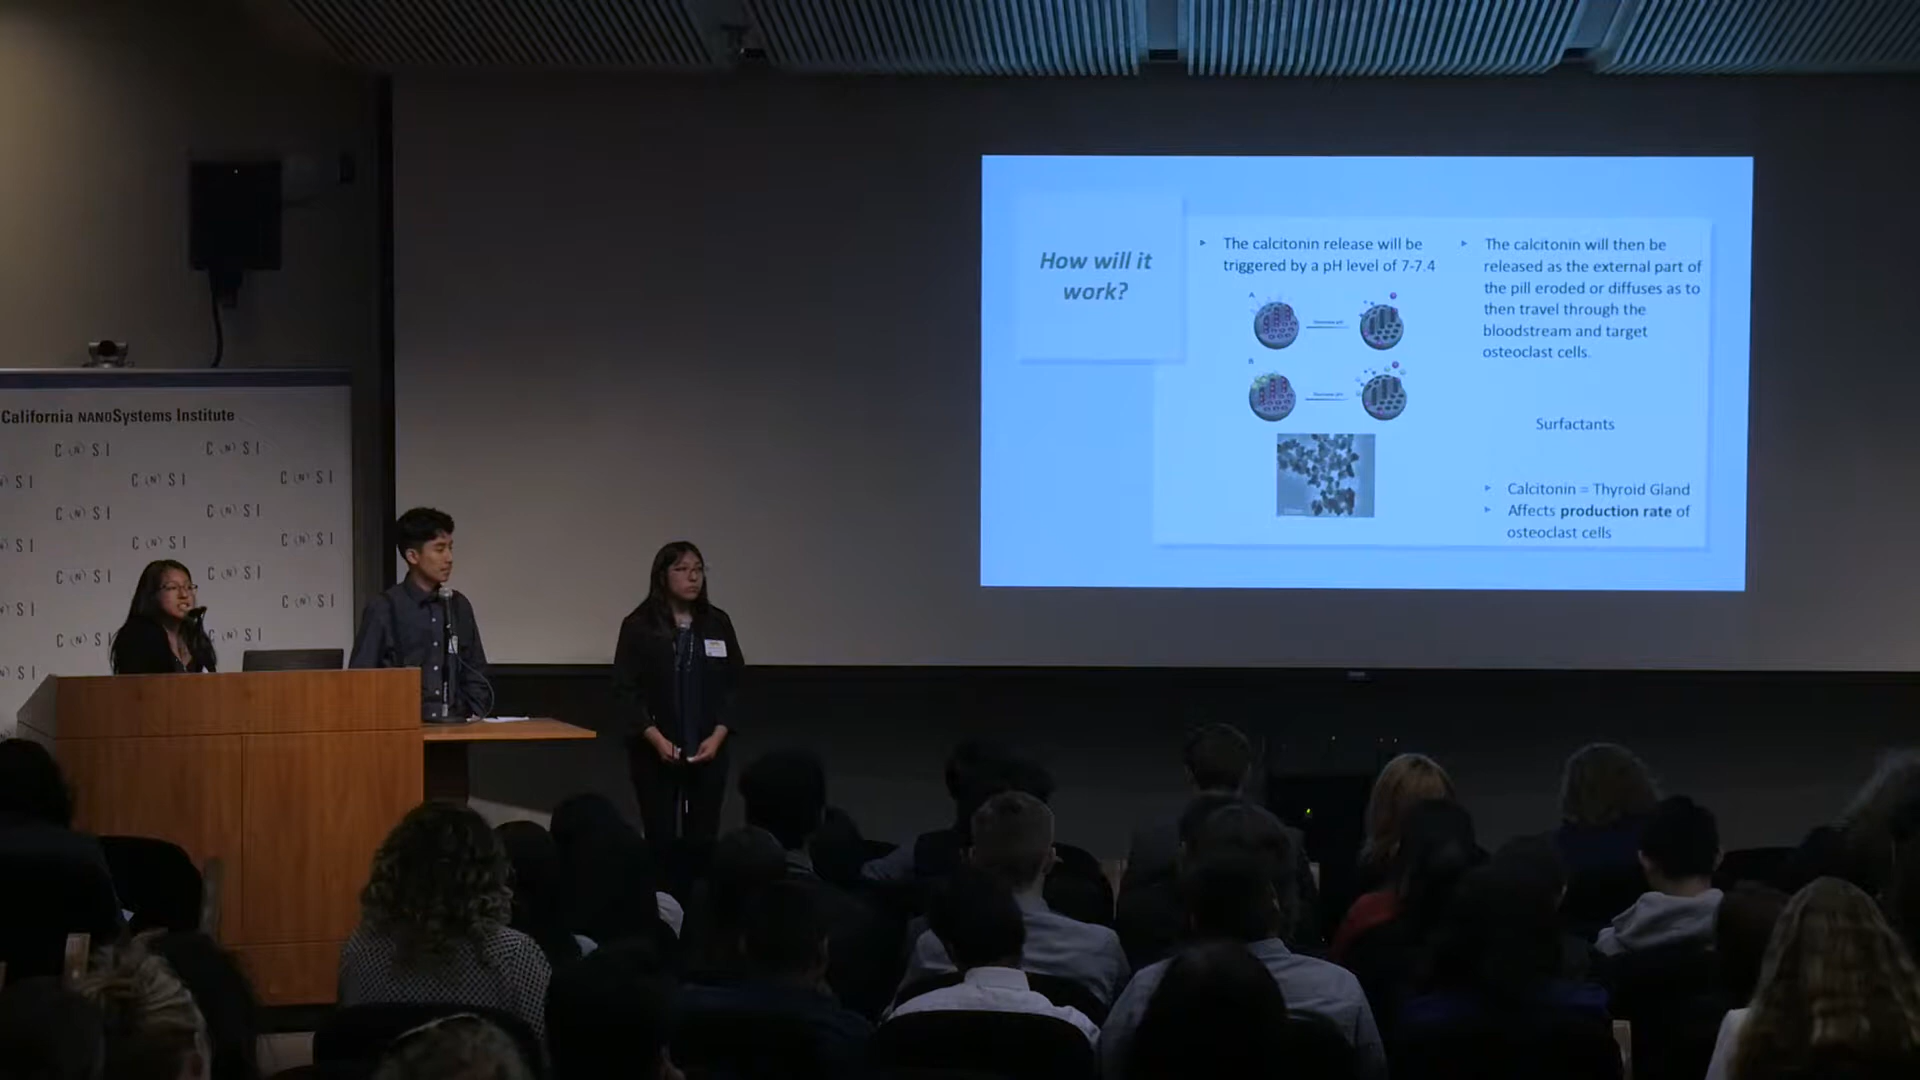 California NANOSystems Institute
C (N) S I
C (N) S I
S I
C (N) S I
C (N) S I
C (N) S I
C (N) S I
S I
C (N) S I
C (N) S I
C (N) S I
C (N) S I
S I
C (N) S I
C (N) S I
C (N) S I
S I
How will it
work?
The calcitonin release will be
triggered by a pH level of 7-7.4
A
B
The calcitonin will then be
released as the external part of
the pill eroded or diffuses as to
then travel through the
bloodstream and target
osteoclast cells.
Surfactants
Calcitonin = Thyroid Gland
Affects production rate of
osteoclast cells